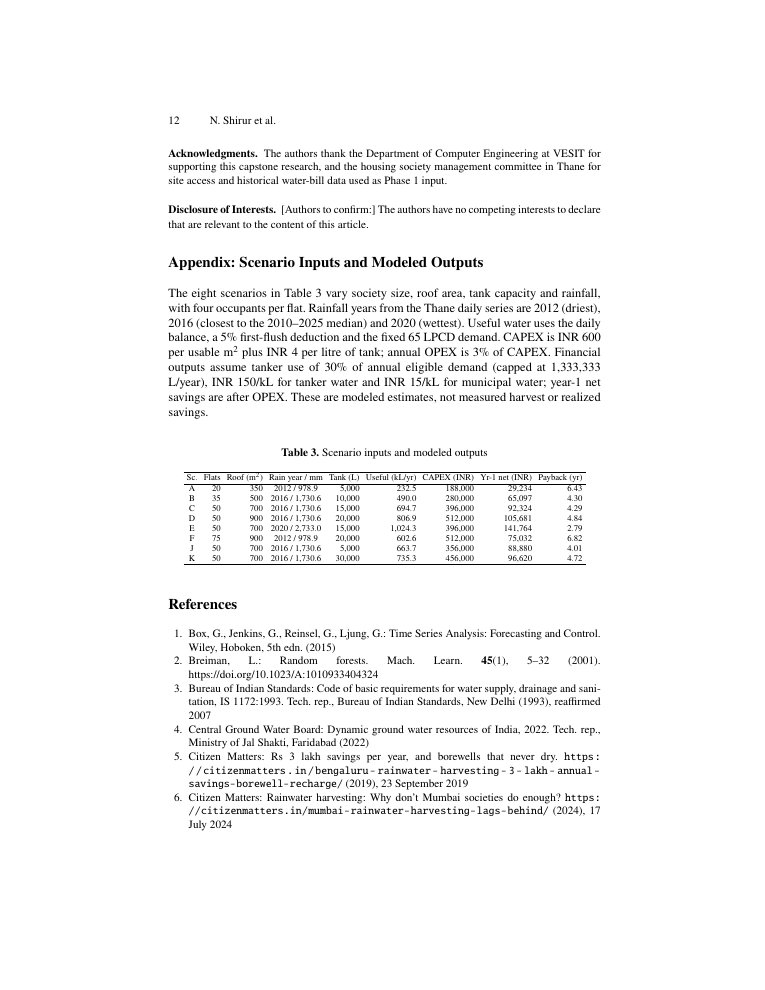 12 N. Shirur et al.
Acknowledgments. The authors thank the Department of Computer Engineering at VESIT for
supporting this capstone research, and the housing society management committee in Thane for
site access and historical water-bill data used as Phase 1 input.
Disclosure of Interests. [Authors to confirm:] The authors have no competing interests to declare
that are relevant to the content of this article.
Appendix: Scenario Inputs and Modeled Outputs
The eight scenarios in Table 3 vary society size, roof area, tank capacity and rainfall,
with four occupants per flat. Rainfall years from the Thane daily series are 2012 (driest),
2016 (closest to the 2010–2025 median) and 2020 (wettest). Useful water uses the daily
balance, a 5% first-flush deduction and the fixed 65 LPCD demand. CAPEX is INR 600
per usable m² plus INR 4 per litre of tank; annual OPEX is 3% of CAPEX. Financial
outputs assume tanker use of 30% of annual eligible demand (capped at 1,333,333
L/year), INR 150/kL for tanker water and INR 15/kL for municipal water; year-1 net
savings are after OPEX. These are modeled estimates, not measured harvest or realized
savings.
Table 3. Scenario inputs and modeled outputs
Sc. Flats Roof (m²) Rain year / mm Tank (L) Useful (kL/yr) CAPEX (INR) Yr-1 net (INR) Payback (yr)
A 20 350 2012 / 978.9 5,000 232.5 188,000 29,234 6.43
B 35 500 2016 / 1,730.6 10,000 490.0 280,000 65,097 4.30
C 50 700 2016 / 1,730.6 15,000 694.7 396,000 92,324 4.29
D 50 900 2016 / 1,730.6 20,000 806.9 512,000 105,681 4.84
E 50 700 2020 / 2,733.0 15,000 1,024.3 396,000 141,764 2.79
F 75 900 2012 / 978.9 20,000 602.6 512,000 75,032 6.82
J 50 700 2016 / 1,730.6 5,000 663.7 356,000 88,880 4.01
K 50 700 2016 / 1,730.6 30,000 735.3 456,000 96,620 4.72
References
1. Box, G., Jenkins, G., Reinsel, G., Ljung, G.: Time Series Analysis: Forecasting and Control.
Wiley, Hoboken, 5th edn. (2015)
2. Breiman, L.: Random forests. Mach. Learn. 45(1), 5–32 (2001).
https://doi.org/10.1023/A:1010933404324
3. Bureau of Indian Standards: Code of basic requirements for water supply, drainage and sani-
tation, IS 1172:1993. Tech. rep., Bureau of Indian Standards, New Delhi (1993), reaffirmed
2007
4. Central Ground Water Board: Dynamic ground water resources of India, 2022. Tech. rep.,
Ministry of Jal Shakti, Faridabad (2022)
5. Citizen Matters: Rs 3 lakh savings per year, and borewells that never dry. https:
//citizenmatters.in/bengaluru-rainwater-harvesting-3-lakh-annual-
savings-borewell-recharge/ (2019), 23 September 2019
6. Citizen Matters: Rainwater harvesting: Why don't Mumbai societies do enough? https:
//citizenmatters.in/mumbai-rainwater-harvesting-lags-behind/ (2024), 17
July 2024